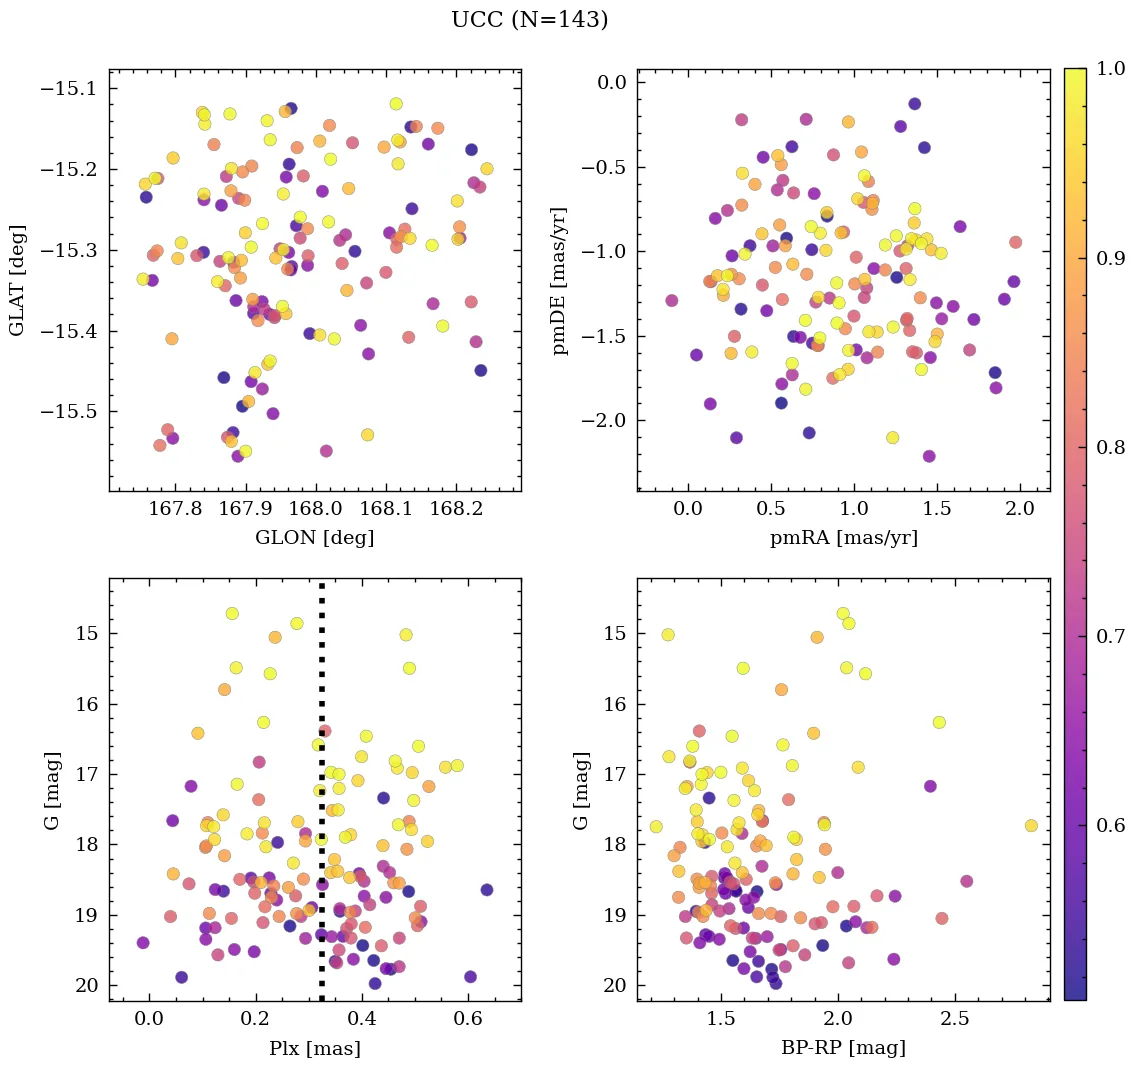 UCC (N=143)
−15.1
−15.2
−15.3
−15.4
−15.5
GLAT [deg]
167.8 167.9 168.0 168.1 168.2
GLON [deg]
0.0
−0.5
−1.0
−1.5
−2.0
pmDE [mas/yr]
0.0 0.5 1.0 1.5 2.0
pmRA [mas/yr]
1.0
0.9
0.8
0.7
0.6
15
16
17
18
19
20
G [mag]
0.0 0.2 0.4 0.6
Plx [mas]
15
16
17
18
19
20
G [mag]
1.5 2.0 2.5
BP-RP [mag]